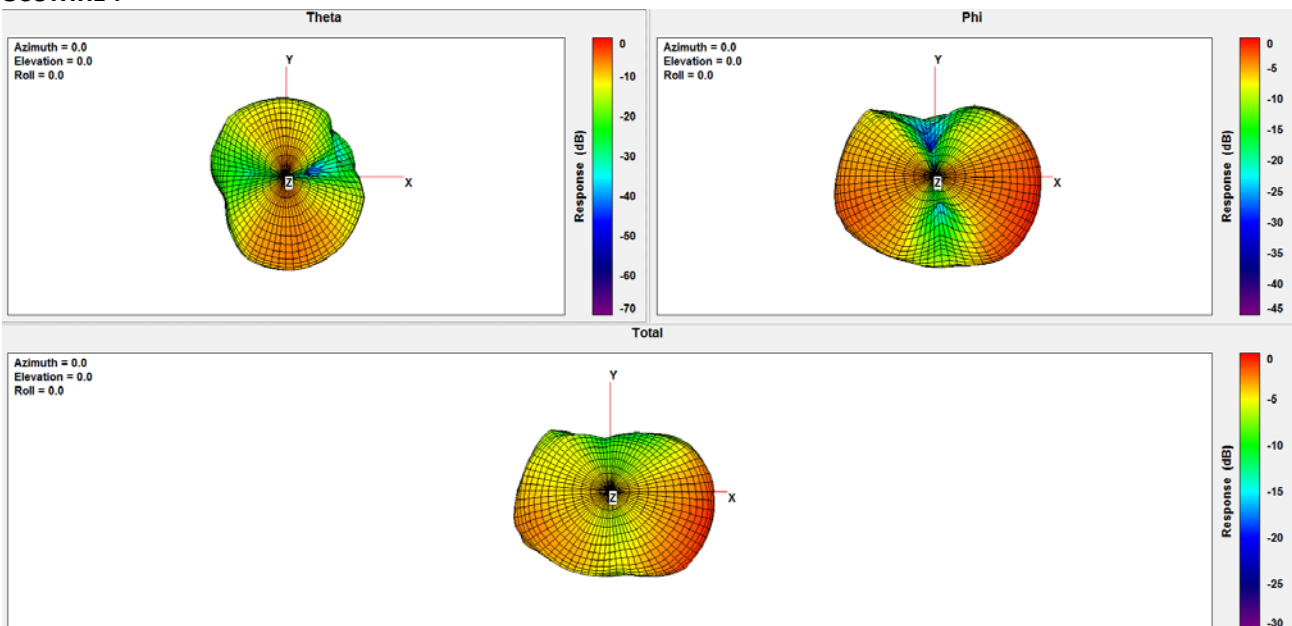 Theta
Azimuth = 0.0
Elevation = 0.0
Roll = 0.0
Y
Z
X
0
-10
-20
-30
-40
-50
-60
-70
Response (dB)
Phi
Azimuth = 0.0
Elevation = 0.0
Roll = 0.0
Y
Z
X
0
-5
-10
-15
-20
-25
-30
-35
-40
-45
Response (dB)
Total
Azimuth = 0.0
Elevation = 0.0
Roll = 0.0
Y
Z
X
0
-5
-10
-15
-20
-25
-30
Response (dB)